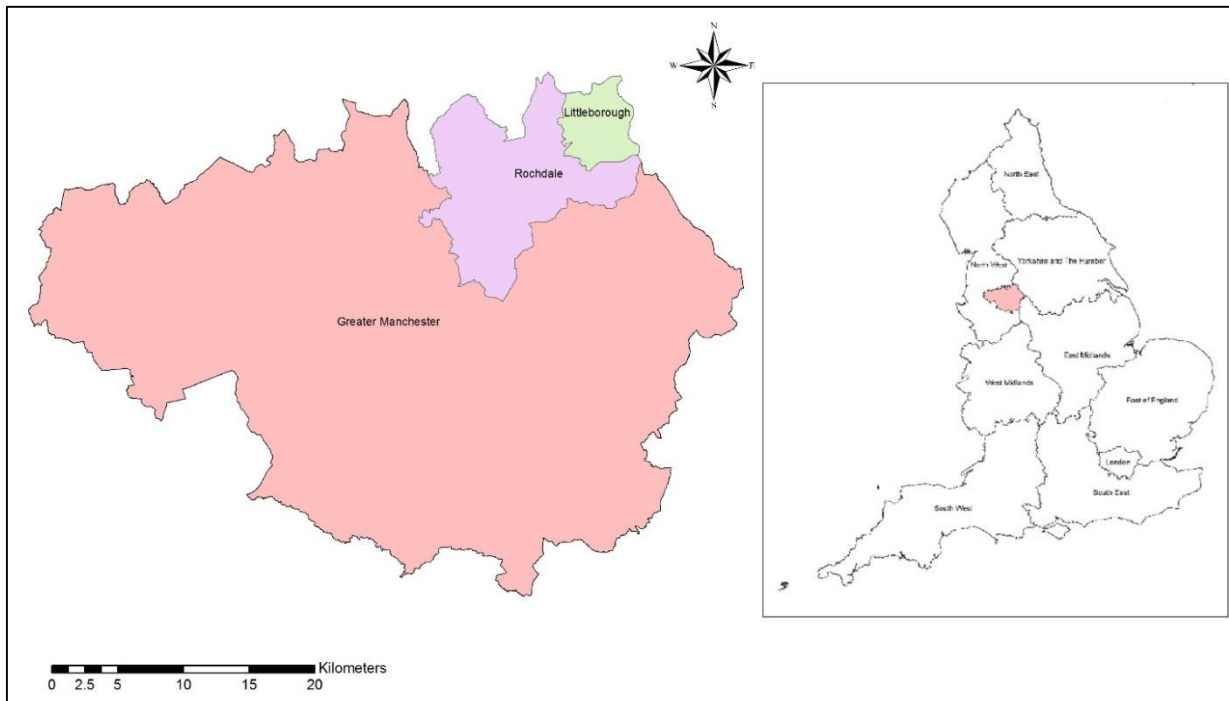 N
W E
S
Littleborough
Rochdale
Greater Manchester
North East
North West
Yorkshire and The Humber
East Midlands
West Midlands
East of England
London
South East
South West
Kilometers
0 2.5 5 10 15 20